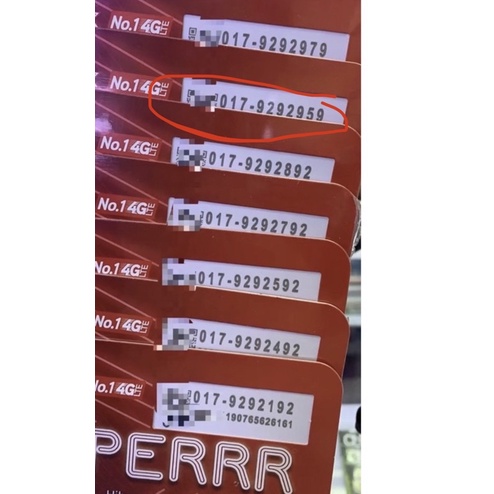 No.1 4G LTE
017-9292979
No.1 4G LTE
017-9292959
No.1 4G LTE
017-9292892
No.1 4G LTE
017-9292792
No.1 4G LTE
017-9292592
No.1 4G LTE
017-9292492
No.1 4G LTE
017-9292192
190765626161
PERRR